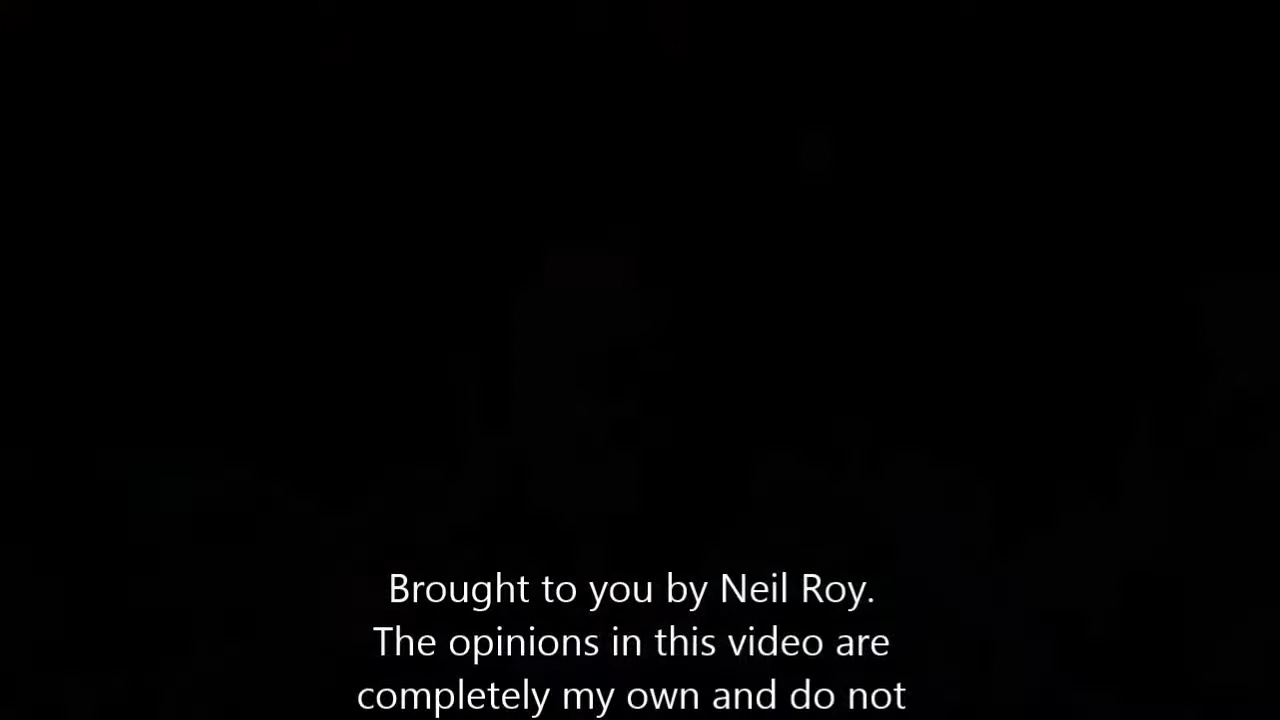 Brought to you by Neil Roy.
The opinions in this video are
completely my own and do not